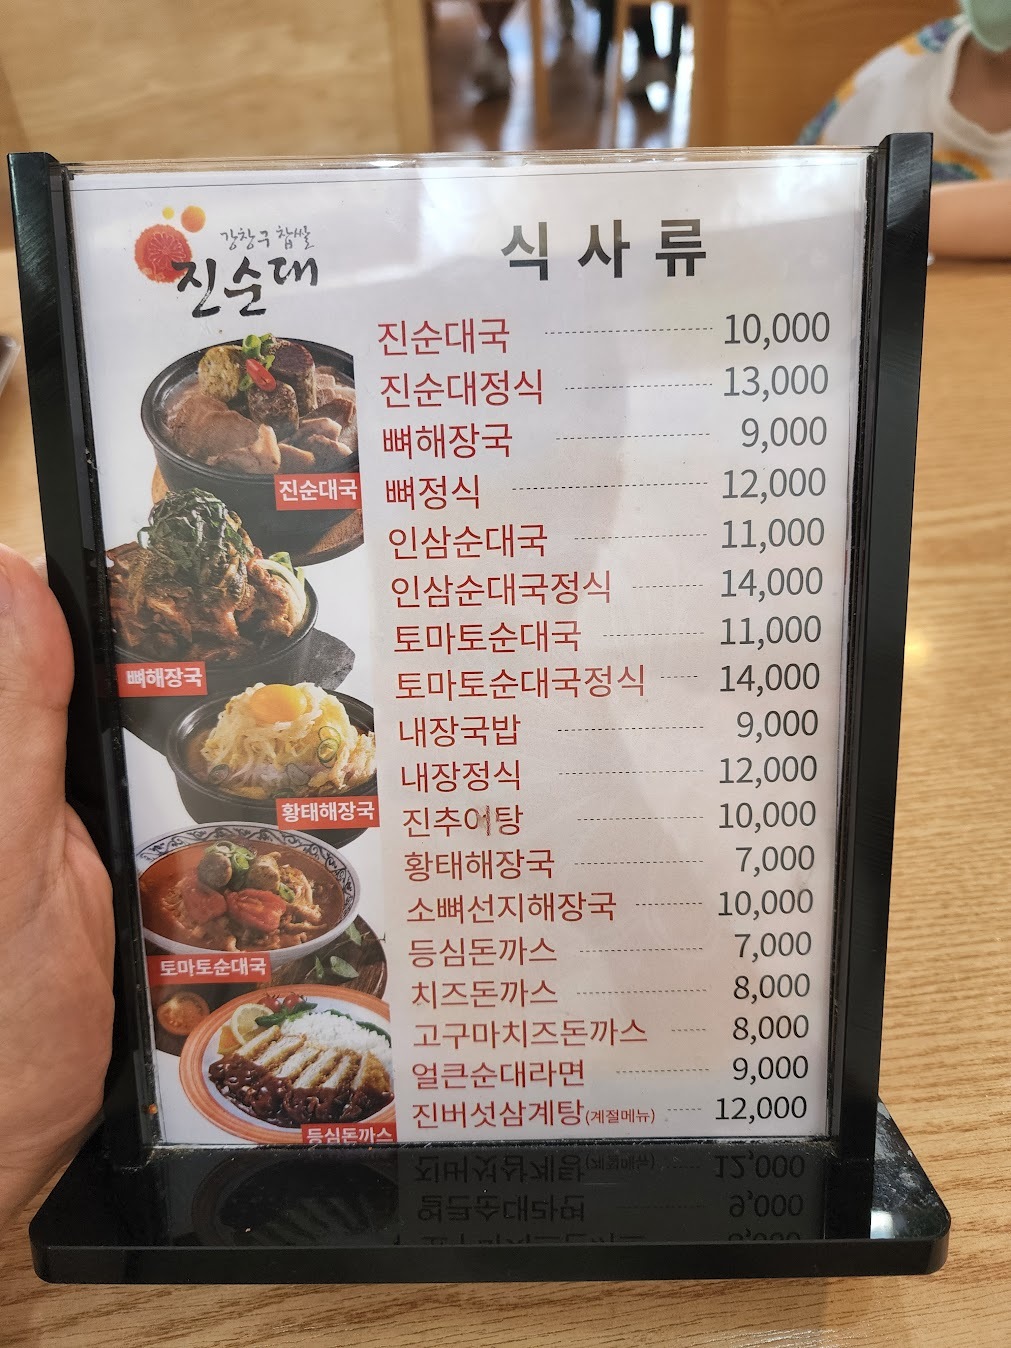 강창구 찹쌀
진순대
식사류
진순대국 10,000
진순대정식 13,000
뼈해장국 9,000
뼈정식 12,000
인삼순대국 11,000
인삼순대국정식 14,000
토마토순대국 11,000
토마토순대국정식 14,000
내장국밥 9,000
내장정식 12,000
진추어탕 10,000
황태해장국 7,000
소뼈선지해장국 10,000
등심돈까스 7,000
치즈돈까스 8,000
고구마치즈돈까스 8,000
얼큰순대라면 9,000
진버섯삼계탕(계절메뉴) 12,000
진순대국
뼈해장국
황태해장국
토마토순대국
등심돈까스